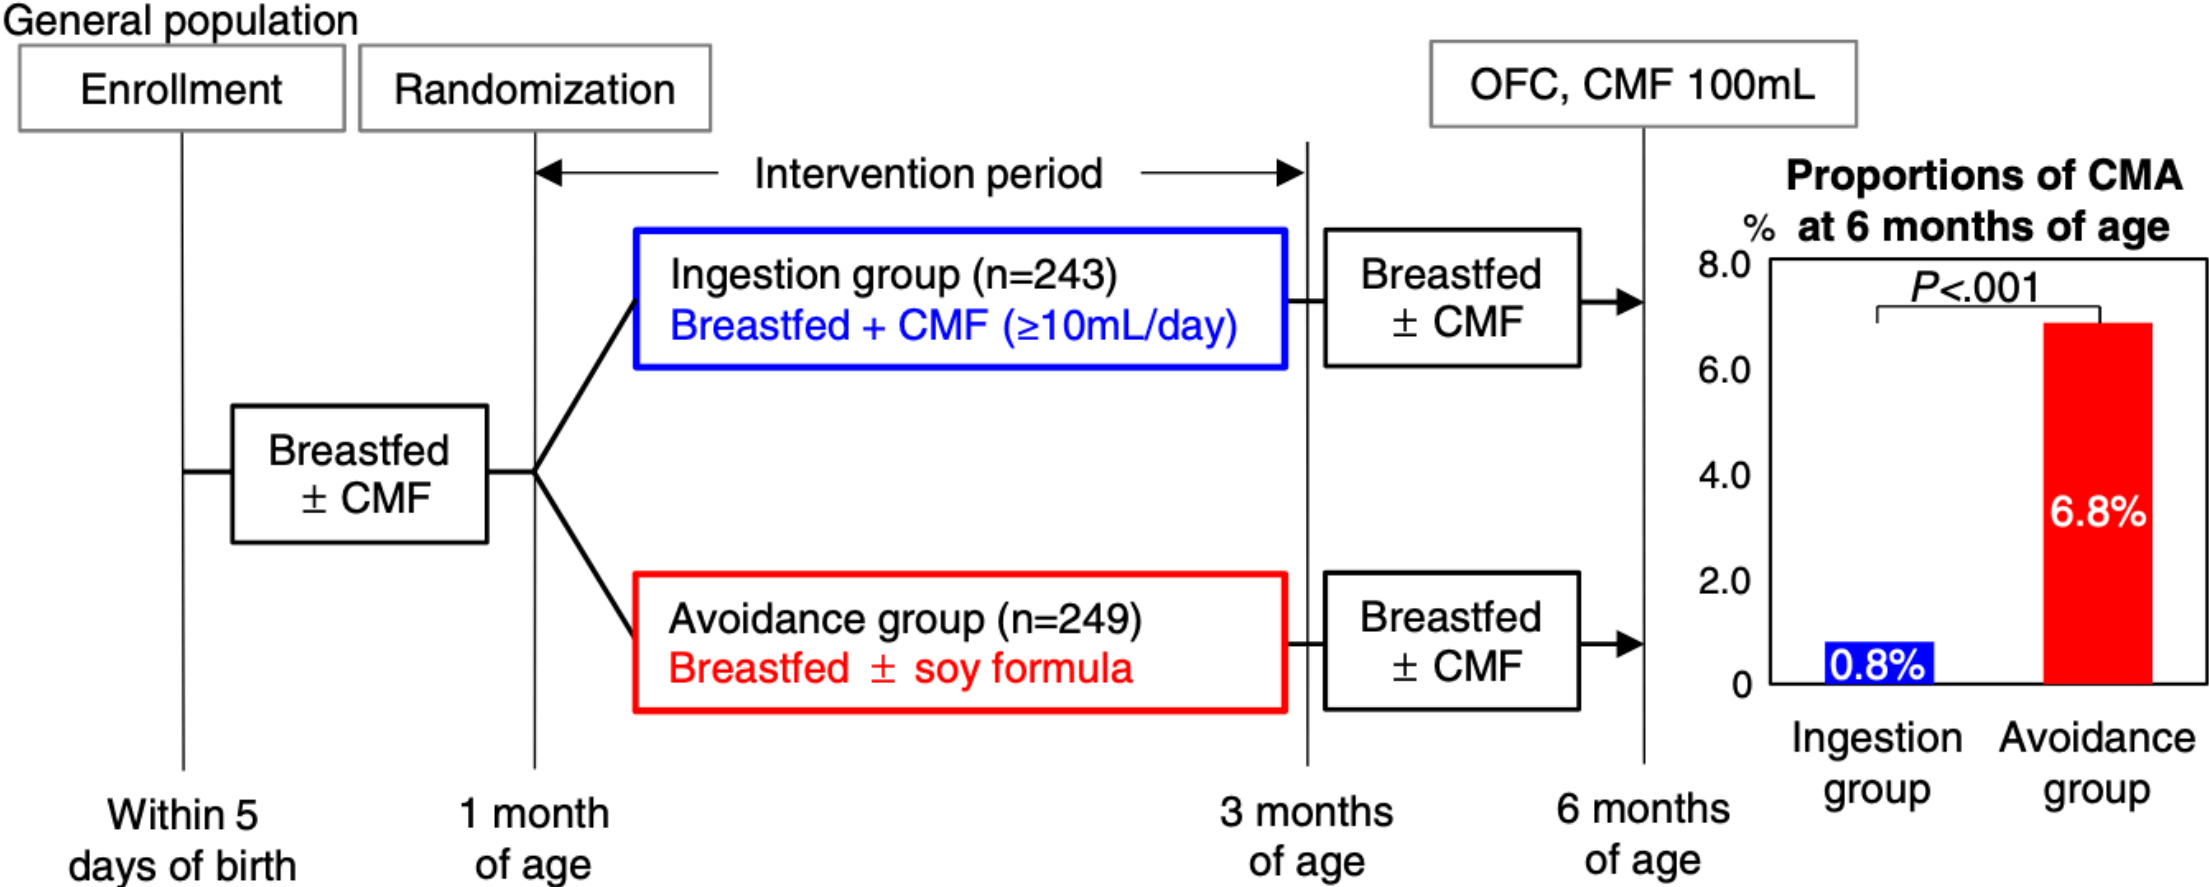 General population
Enrollment
Randomization
OFC, CMF 100mL
Intervention period
Ingestion group (n=243)
Breastfed + CMF (≥10mL/day)
Breastfed
± CMF
Breastfed
± CMF
Avoidance group (n=249)
Breastfed ± soy formula
Breastfed
± CMF
Within 5
days of birth
1 month
of age
3 months
of age
6 months
of age
Proportions of CMA
% at 6 months of age
8.0
P<.001
6.0
4.0
6.8%
2.0
0.8%
0
Ingestion
group
Avoidance
group